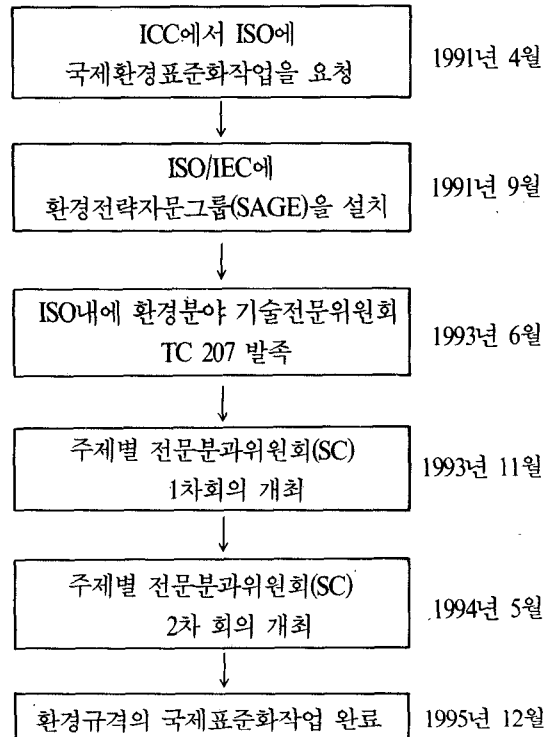 ICC에서 ISO에
국제환경표준화작업을 요청
1991년 4월
ISO/IEC에
환경전략자문그룹(SAGE)을 설치
1991년 9월
ISO내에 환경분야 기술전문위원회
TC 207 발족
1993년 6월
주제별 전문분과위원회(SC)
1차회의 개최
1993년 11월
주제별 전문분과위원회(SC)
2차 회의 개최
1994년 5월
환경규격의 국제표준화작업 완료
1995년 12월